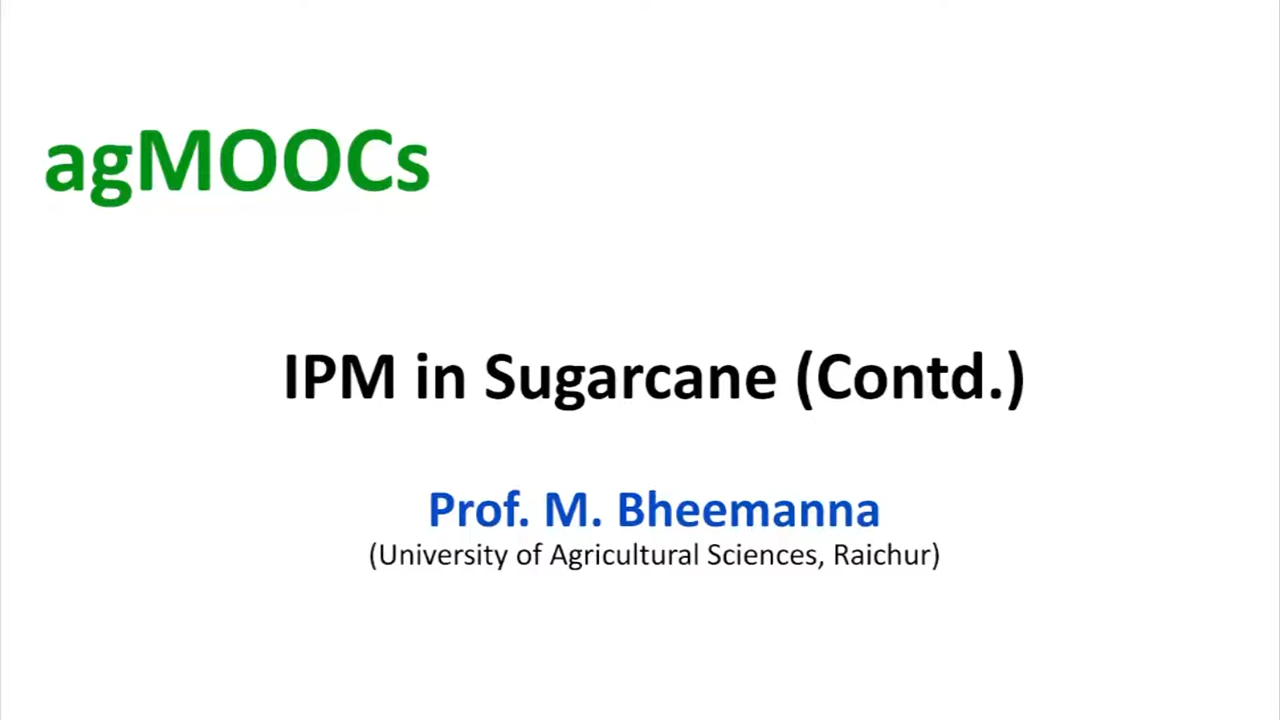 agMOOCs
IPM in Sugarcane (Contd.)
Prof. M. Bheemanna
(University of Agricultural Sciences, Raichur)